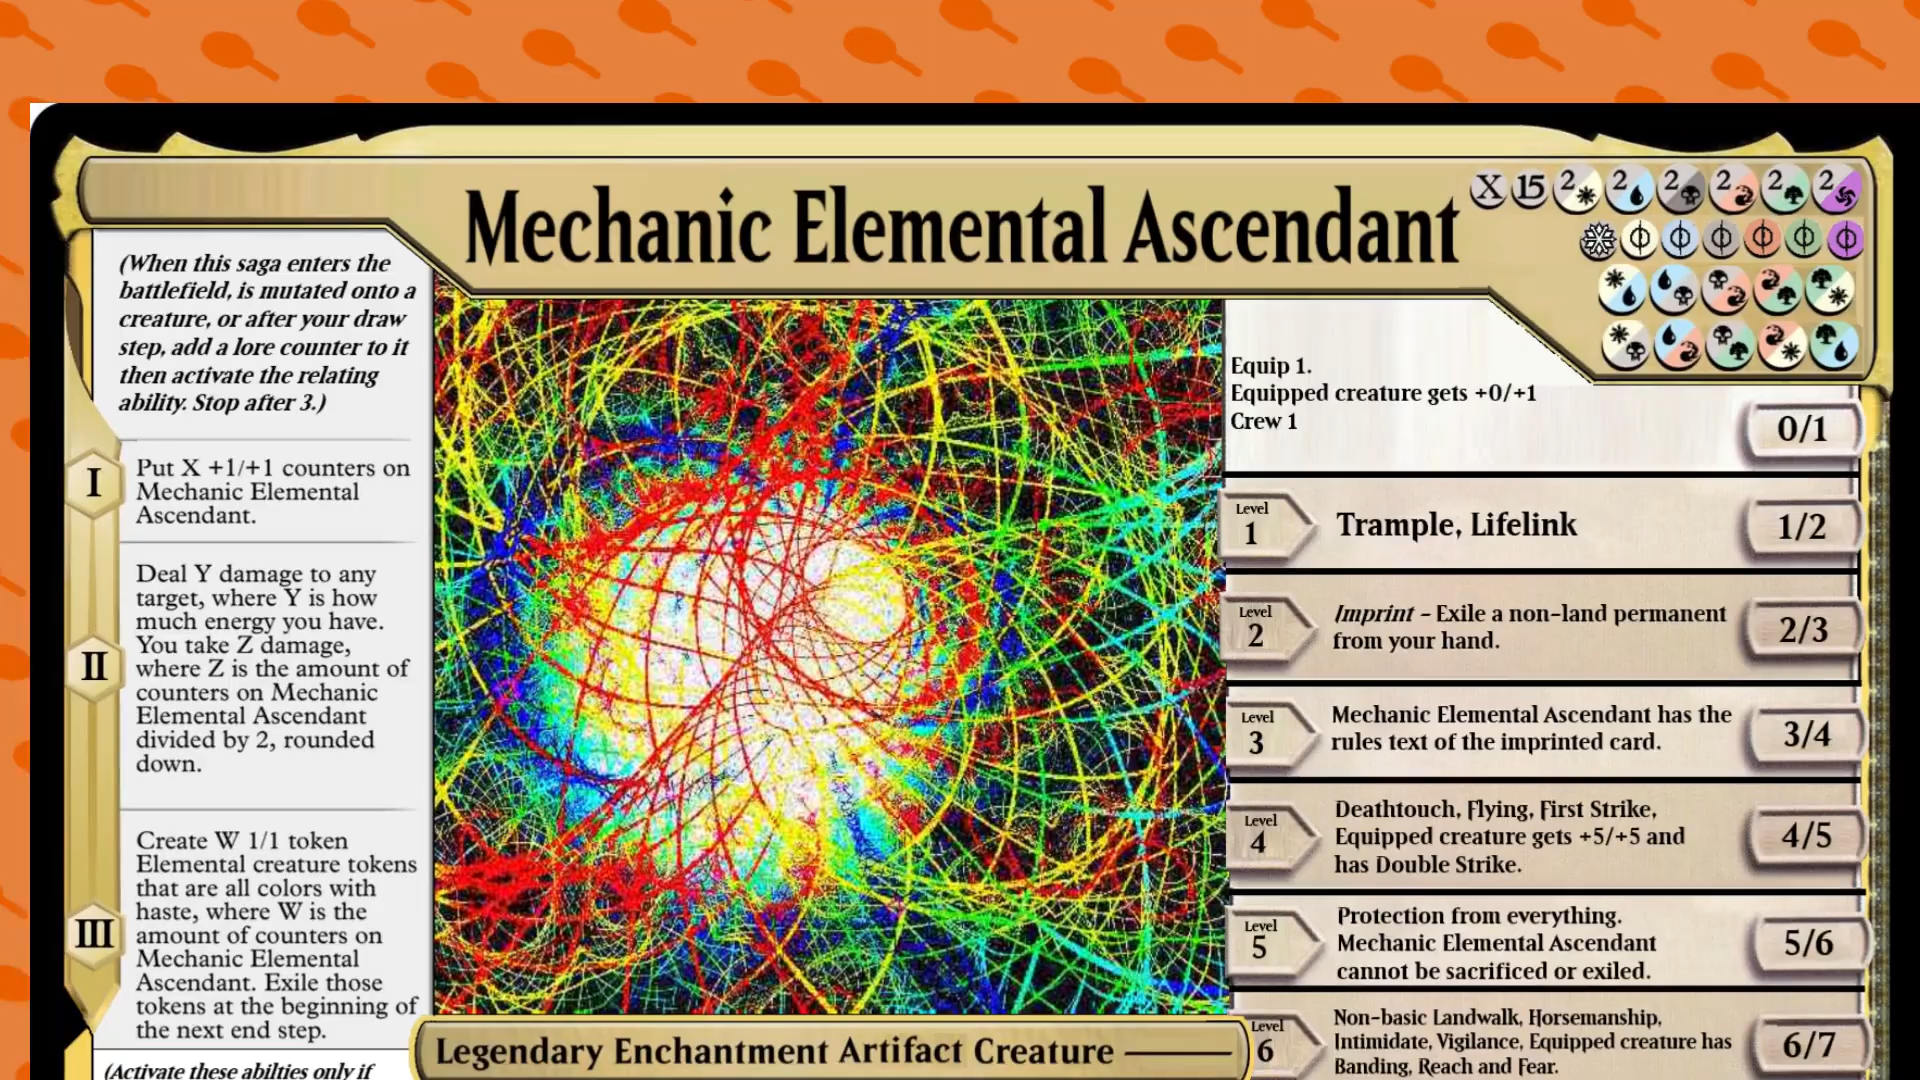 Mechanic Elemental Ascendant
X 15 2 2 2 2 2 2
(When this saga enters the
battlefield, is mutated onto a
creature, or after your draw
step, add a lore counter to it
then activate the relating
ability. Stop after 3.)
I
Put X +1/+1 counters on
Mechanic Elemental
Ascendant.
II
Deal Y damage to any
target, where Y is how
much energy you have.
You take Z damage,
where Z is the amount of
counters on Mechanic
Elemental Ascendant
divided by 2, rounded
down.
III
Create W 1/1 token
Elemental creature tokens
that are all colors with
haste, where W is the
amount of counters on
Mechanic Elemental
Ascendant. Exile those
tokens at the beginning of
the next end step.
(Activate these abilties only if
Legendary Enchantment Artifact Creature ——
Equip 1.
Equipped creature gets +0/+1
Crew 1
0/1
Level
1
Trample, Lifelink
1/2
Level
2
Imprint – Exile a non-land permanent
from your hand.
2/3
Level
3
Mechanic Elemental Ascendant has the
rules text of the imprinted card.
3/4
Level
4
Deathtouch, Flying, First Strike,
Equipped creature gets +5/+5 and
has Double Strike.
4/5
Level
5
Protection from everything.
Mechanic Elemental Ascendant
cannot be sacrificed or exiled.
5/6
Level
6
Non-basic Landwalk, Horsemanship,
Intimidate, Vigilance, Equipped creature has
Banding, Reach and Fear.
6/7